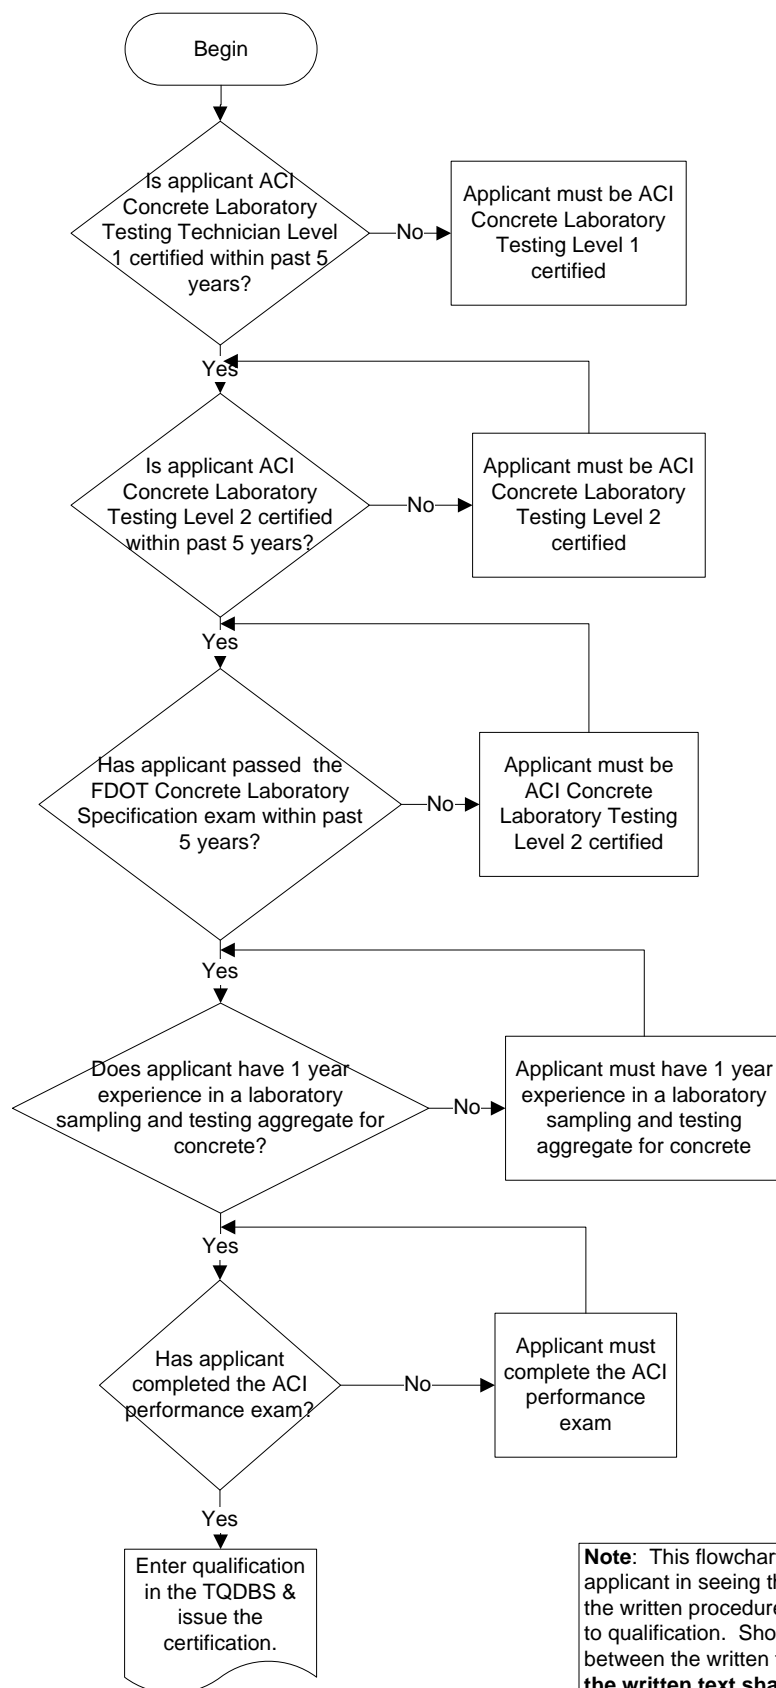 Begin
Is applicant ACI
Concrete Laboratory
Testing Technician Level
1 certified within past 5
years?
No
Applicant must be ACI
Concrete Laboratory
Testing Level 1
certified
Yes
Is applicant ACI
Concrete Laboratory
Testing Level 2 certified
within past 5 years?
No
Applicant must be ACI
Concrete Laboratory
Testing Level 2
certified
Yes
Has applicant passed  the
FDOT Concrete Laboratory
Specification exam within past
5 years?
No
Applicant must be
ACI Concrete
Laboratory Testing
Level 2 certified
Yes
Does applicant have 1 year
experience in a laboratory
sampling and testing aggregate for
concrete?
No
Applicant must have 1 year
experience in a laboratory
sampling and testing
aggregate for concrete
Yes
Has applicant
completed the ACI
performance exam?
No
Applicant must
complete the ACI
performance
exam
Yes
Enter qualification
in the TQDBS &
issue the
certification.
Note:  This
applicant in seeing
the written
to qualification.
between the written
the written text